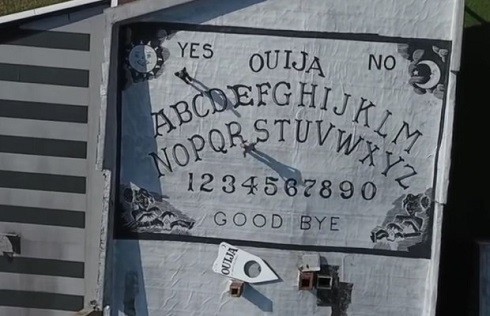 YES OUIJA NO
ABCDEFGHIJKLM
NOPQRSTUVWXYZ
1234567890
GOOD BYE
OUIJA